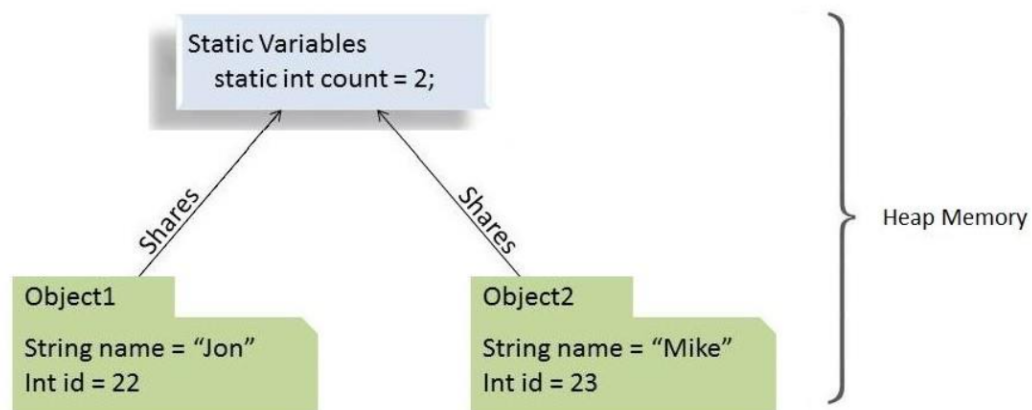 Static Variables
static int count = 2;
Shares
Shares
Heap Memory
Object1
String name = “Jon”
Int id = 22
Object2
String name = “Mike”
Int id = 23